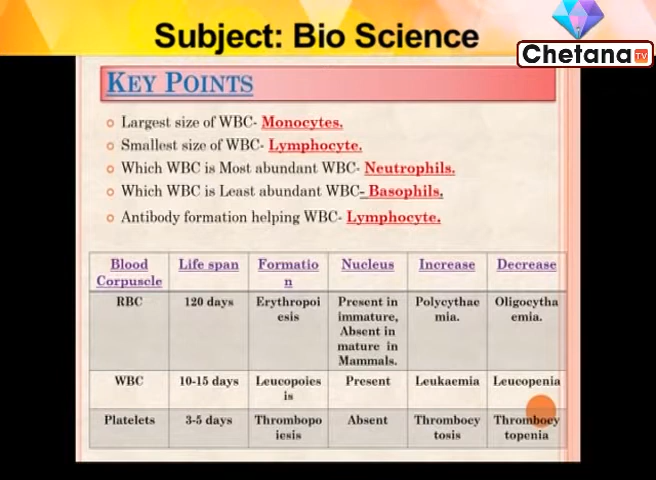 Subject: Bio Science
Chetana TV
KEY POINTS
Largest size of WBC- Monocytes.
Smallest size of WBC- Lymphocyte.
Which WBC is Most abundant WBC- Neutrophils.
Which WBC is Least abundant WBC- Basophils.
Antibody formation helping WBC- Lymphocyte.
Blood Life span Formatio Nucleus Increase Decrease
Corpuscle n
RBC 120 days Erythropoi Present in Polycythae Oligocytha
esis immature, mia. emia.
Absent in
mature in
Mammals.
WBC 10-15 days Leucopoies Present Leukaemia Leucopenia
is
Platelets 3-5 days Thrombopo Absent Thrombocy Thrombocy
iesis tosis topenia